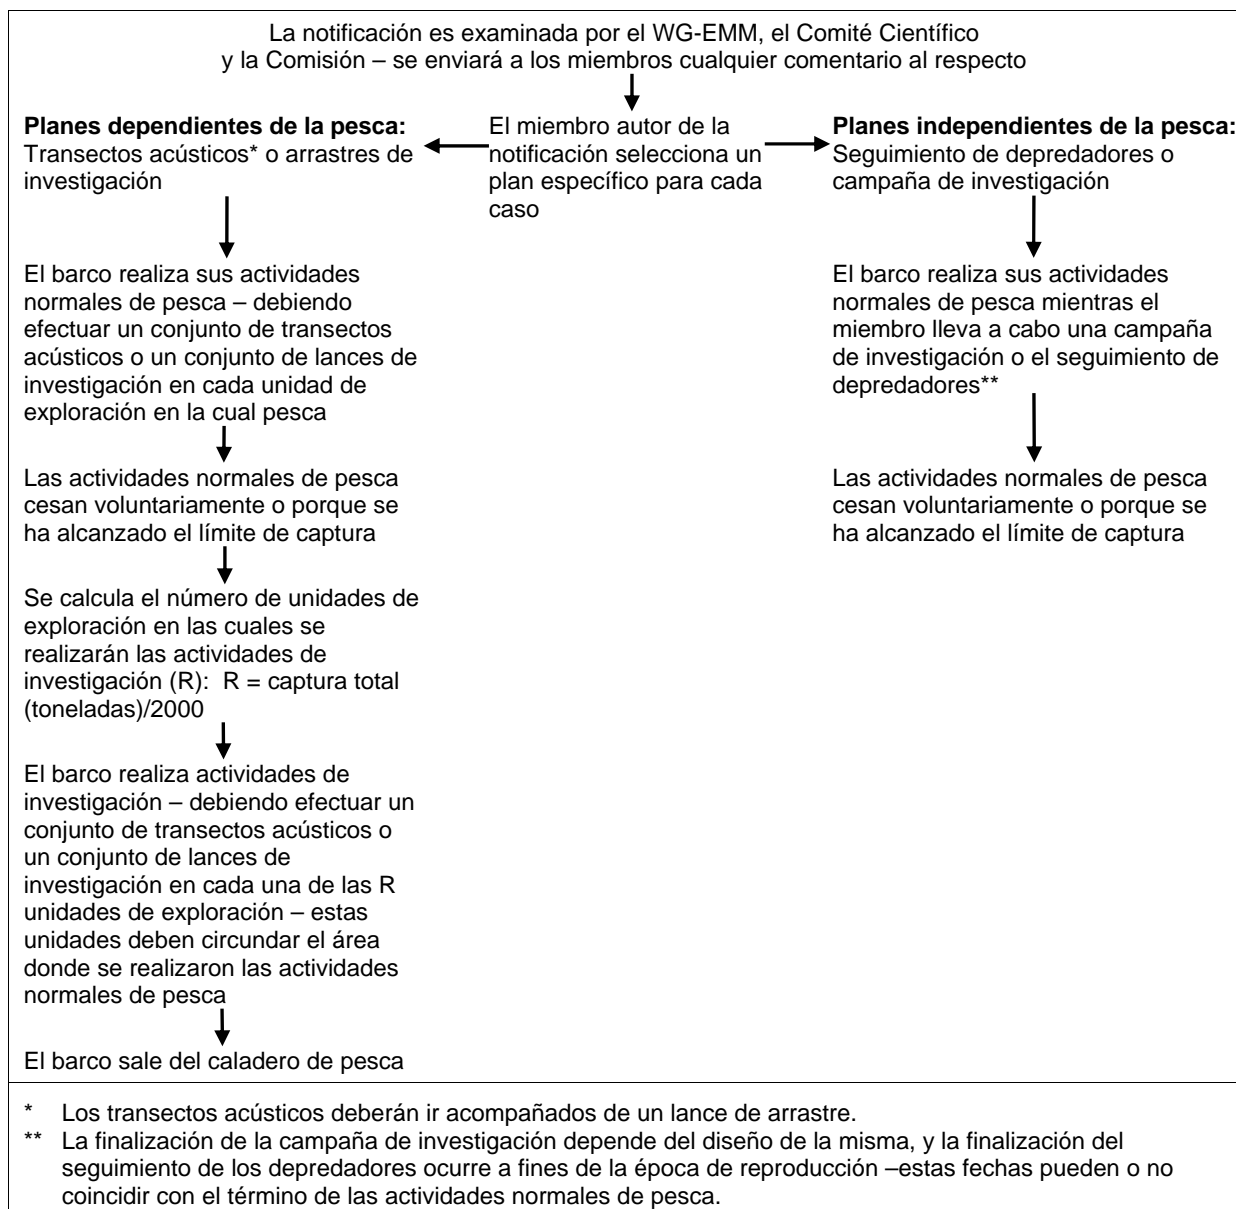 La notificación es examinada por el WG-EMM, el Comité Científico
y la Comisión – se enviará a los miembros cualquier comentario al respecto
Planes dependientes de la pesca:
Transectos acústicos* o arrastres de
investigación
El miembro autor de la
notificación selecciona un
plan específico para cada
caso
Planes independientes de la pesca:
Seguimiento de depredadores o
campaña de investigación
El barco realiza sus actividades
normales de pesca – debiendo
efectuar un conjunto de transectos
acústicos o un conjunto de lances de
investigación en cada unidad de
exploración en la cual pesca
El barco realiza sus actividades
normales de pesca mientras el
miembro lleva a cabo una campaña
de investigación o el seguimiento de
depredadores**
Las actividades normales de pesca
cesan voluntariamente o porque se
ha alcanzado el límite de captura
Las actividades normales de pesca
cesan voluntariamente o porque se
ha alcanzado el límite de captura
Se calcula el número de unidades de
exploración en las cuales se
realizarán las actividades de
investigación (R): R = captura total
(toneladas)/2000
El barco realiza actividades de
investigación – debiendo efectuar un
conjunto de transectos acústicos o
un conjunto de lances de
investigación en cada una de las R
unidades de exploración – estas
unidades deben circundar el área
donde se realizaron las actividades
normales de pesca
El barco sale del caladero de pesca
* Los transectos acústicos deberán ir acompañados de un lance de arrastre.
** La finalización de la campaña de investigación depende del diseño de la misma, y la finalización del
seguimiento de los depredadores ocurre a fines de la época de reproducción –estas fechas pueden o no
coincidir con el término de las actividades normales de pesca.